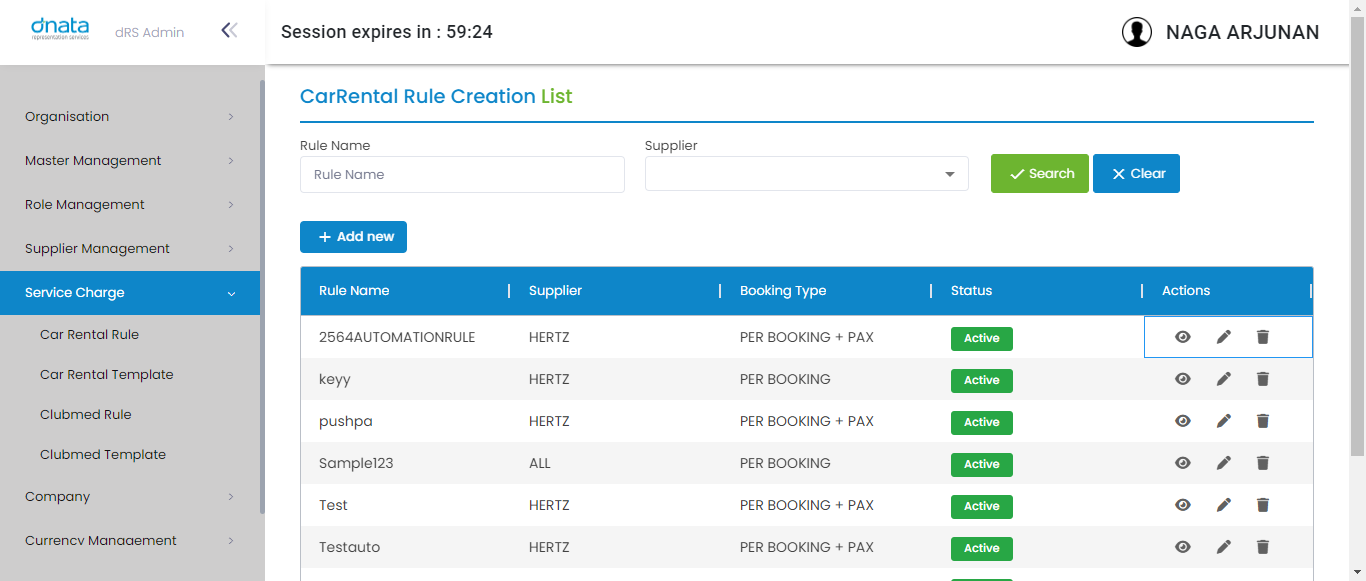 dnata
representation services
dRS Admin
Session expires in : 59:24
NAGA ARJUNAN
Organisation
Master Management
Role Management
Supplier Management
Service Charge
Car Rental Rule
Car Rental Template
Clubmed Rule
Clubmed Template
Company
Currency Management
CarRental Rule Creation List
Rule Name
Supplier
Rule Name
Search
Clear
Add new
Rule Name Supplier Booking Type Status Actions
2564AUTOMATIONRULE HERTZ PER BOOKING + PAX Active
keyy HERTZ PER BOOKING Active
pushpa HERTZ PER BOOKING + PAX Active
Sample123 ALL PER BOOKING Active
Test HERTZ PER BOOKING + PAX Active
Testauto HERTZ PER BOOKING + PAX Active